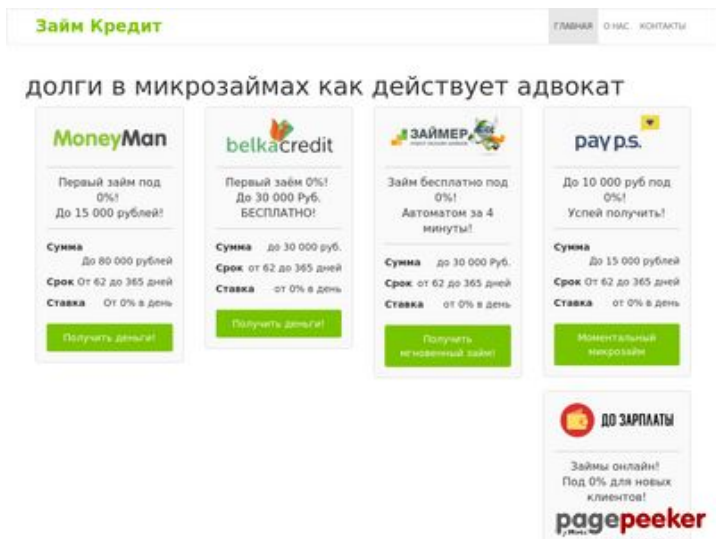 Займ Кредит
ГЛАВНАЯ О НАС. КОНТАКТЫ
долги в микрозаймах как действует адвокат
MoneyMan
Первый займ под
0%!
До 15 000 рублей!
Сумма
До 80 000 рублей
Срок От 62 до 365 дней
Ставка От 0% в день
Получить деньги!
belkacredit
Первый заём 0%!
До 30 000 Руб.
БЕСПЛАТНО!
Сумма до 30 000 руб.
Срок от 62 до 365 дней
Ставка от 0% в день
Получить деньги!
ЗАЙМЕР
Займ бесплатно под
0%!
Автоматом за 4
минуты!
Сумма до 30 000 Руб.
Срок от 62 до 365 дней
Ставка от 0% в день
Получить
мгновенный займ!
pay p.s.
До 10 000 руб под
0%!
Успей получить!
Сумма
До 15 000 рублей
Срок От 62 до 365 дней
Ставка от 0% в день
Моментальный
микрозайм
ДО ЗАРПЛАТЫ
Займы онлайн!
Под 0% для новых
клиентов!
pagepeeker